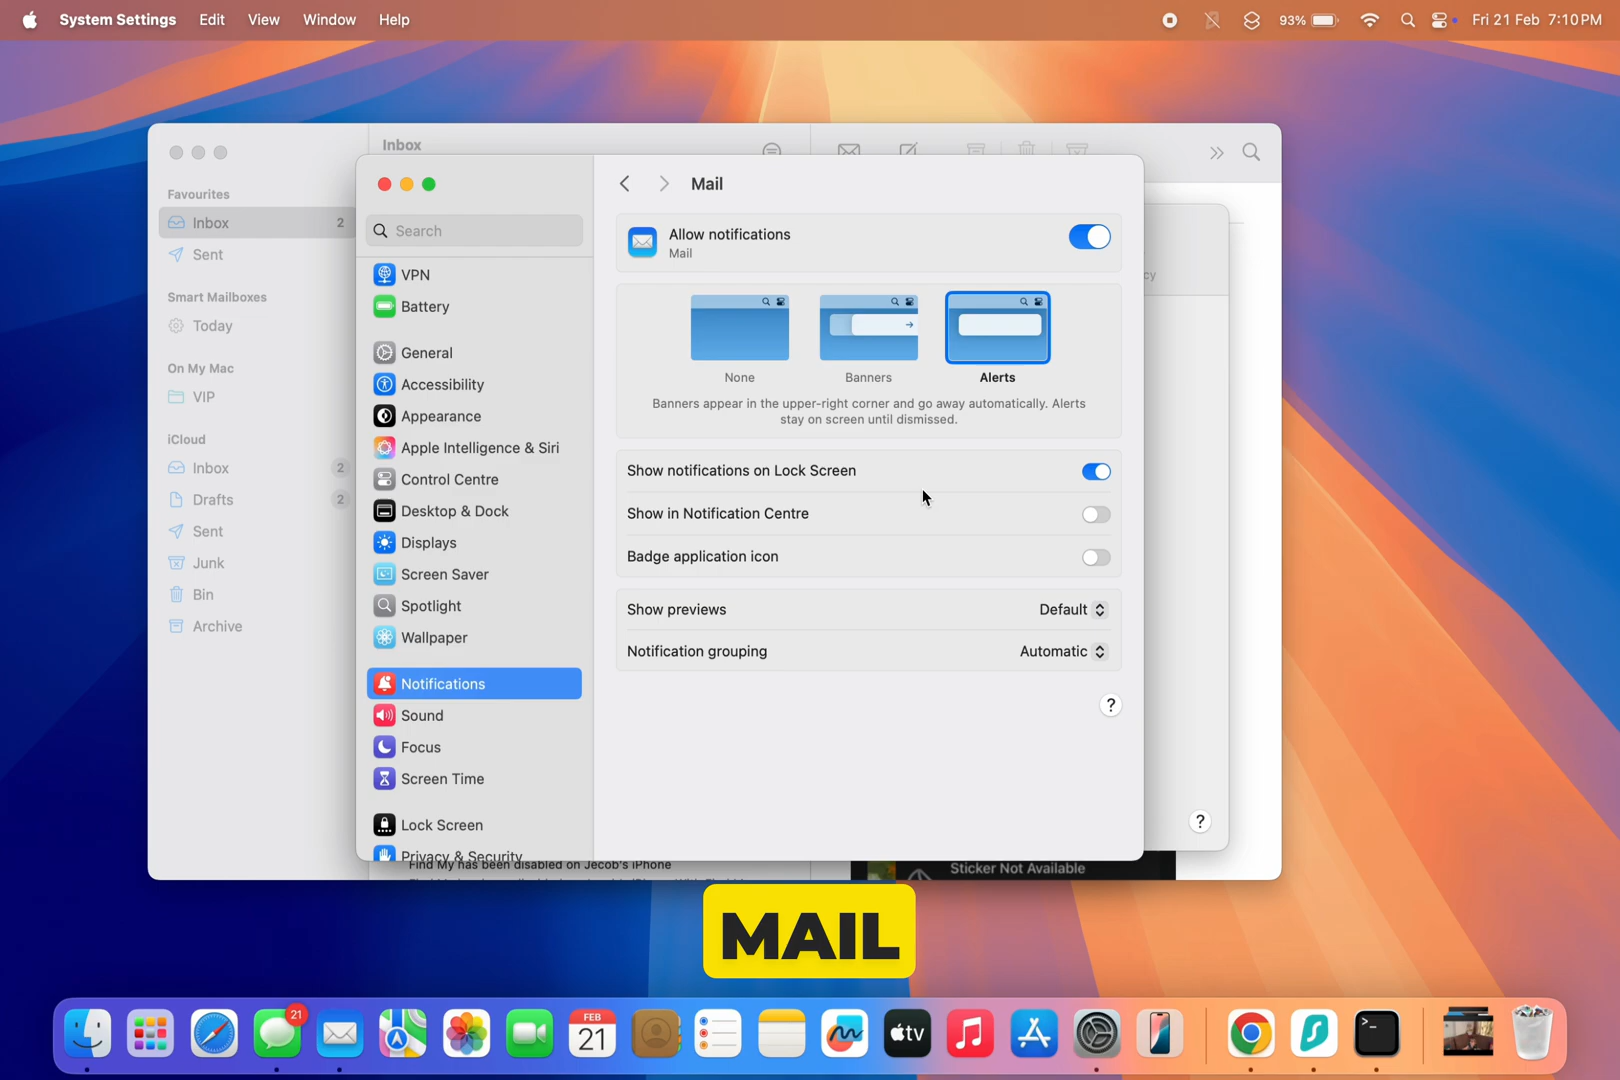 System Settings Edit View Window Help
93% Fri 21 Feb 7:10PM
Inbox
Favourites
Inbox 2
Sent
Smart Mailboxes
Today
On My Mac
VIP
iCloud
Inbox 2
Drafts 2
Sent
Junk
Bin
Archive
Search
VPN
Battery
General
Accessibility
Appearance
Apple Intelligence & Siri
Control Centre
Desktop & Dock
Displays
Screen Saver
Spotlight
Wallpaper
Notifications
Sound
Focus
Screen Time
Lock Screen
Privacy & Security
Mail
Allow notifications
Mail
None Banners Alerts
Banners appear in the upper-right corner and go away automatically. Alerts
stay on screen until dismissed.
Show notifications on Lock Screen
Show in Notification Centre
Badge application icon
Show previews Default
Notification grouping Automatic
?
cy
?
Find My has been disabled on Jecob's iPhone
Sticker Not Available
MAIL
21
FEB
21
tv